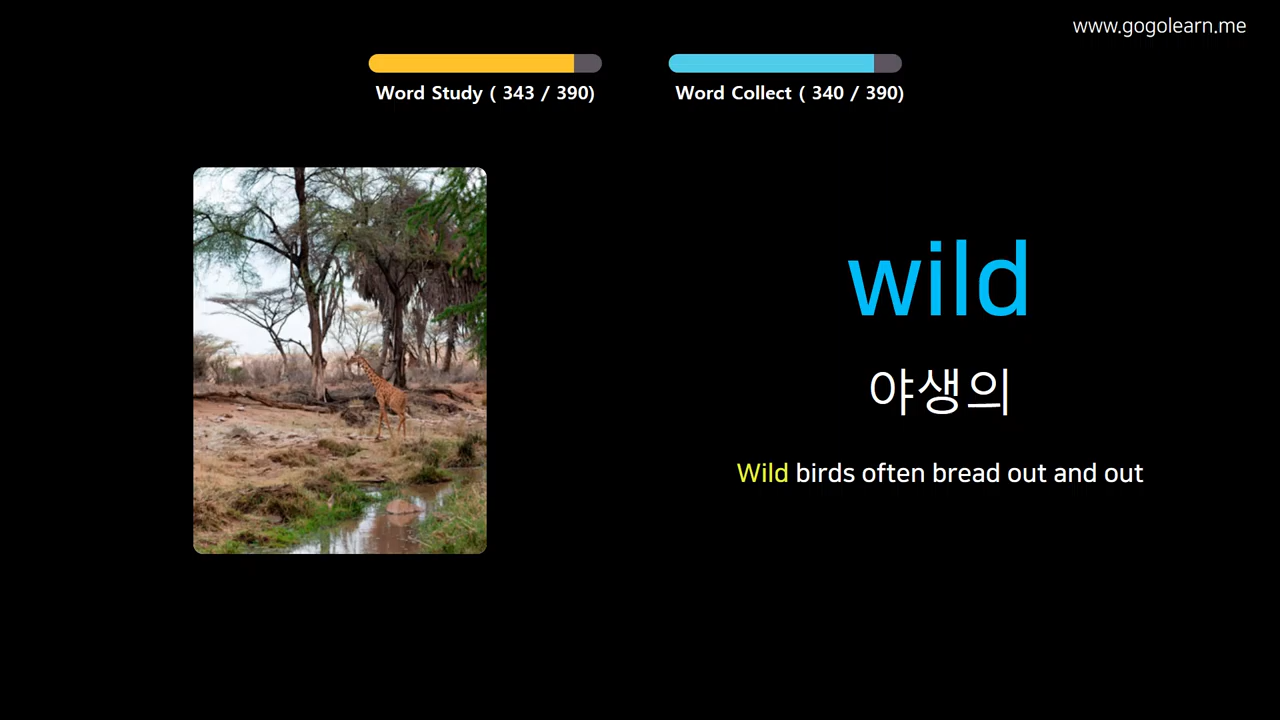 www.gogolearn.me
Word Study ( 343 / 390)
Word Collect ( 340 / 390)
wild
야생의
Wild birds often bread out and out